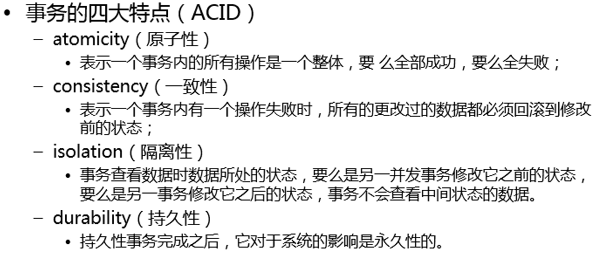 • 事务的四大特点（ACID）
– atomicity（原子性）
• 表示一个事务内的所有操作是一个整体，要 么全部成功，要么全失败；
– consistency（一致性）
• 表示一个事务内有一个操作失败时，所有的更改过的数据都必须回滚到修改
前的状态；
– isolation（隔离性）
• 事务查看数据时数据所处的状态，要么是另一并发事务修改它之前的状态，
要么是另一事务修改它之后的状态，事务不会查看中间状态的数据。
– durability（持久性）
• 持久性事务完成之后，它对于系统的影响是永久性的。